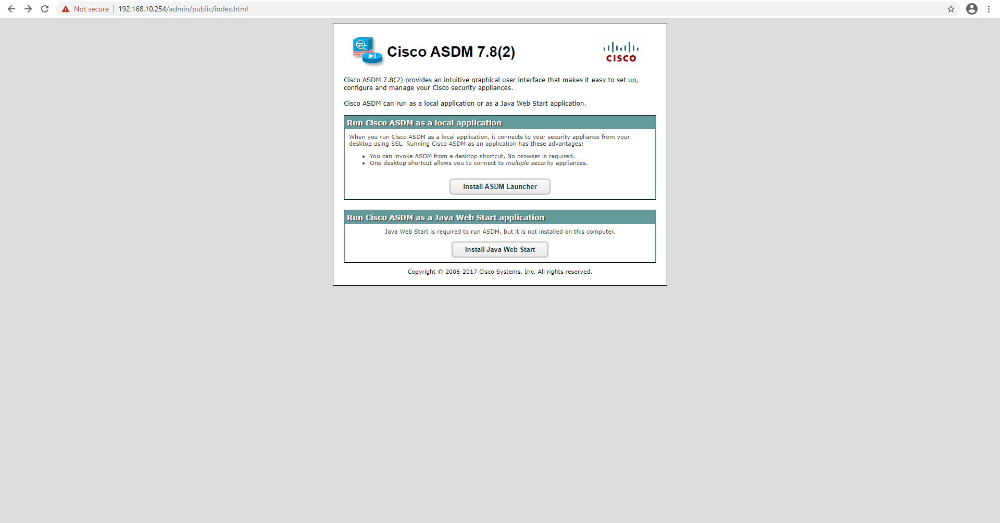 Not secure | 192.168.10.254/admin/public/index.html
Cisco ASDM 7.8(2)
CISCO
Cisco ASDM 7.8(2) provides an intuitive graphical user interface that makes it easy to set up,
configure and manage your Cisco security appliances.
Cisco ASDM can run as a local application or as a Java Web Start application.
Run Cisco ASDM as a local application
When you run Cisco ASDM as a local application, it connects to your security appliance from your
desktop using SSL. Running Cisco ASDM as an application has these advantages:
• You can invoke ASDM from a desktop shortcut. No browser is required.
• One desktop shortcut allows you to connect to multiple security appliances.
Install ASDM Launcher
Run Cisco ASDM as a Java Web Start application
Java Web Start is required to run ASDM, but it is not installed on this computer.
Install Java Web Start
Copyright © 2006-2017 Cisco Systems, Inc. All rights reserved.